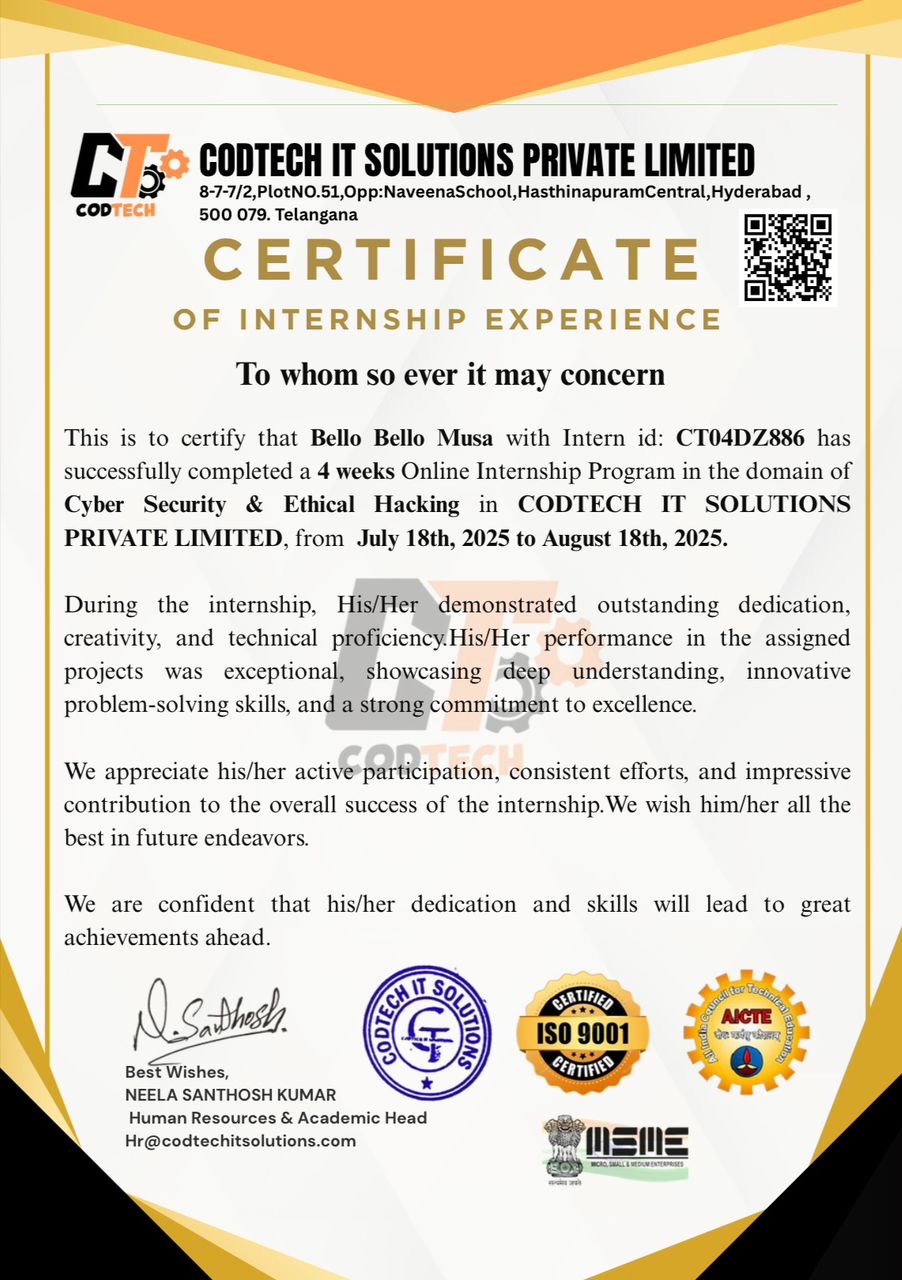 CT
CODTECH
CODTECH IT SOLUTIONS PRIVATE LIMITED
8-7-7/2,PlotNO.51,Opp:NaveenaSchool,HasthinapuramCentral,Hyderabad ,
500 079. Telangana
CERTIFICATE
OF INTERNSHIP EXPERIENCE
To whom so ever it may concern
This is to certify that Bello Bello Musa with Intern id: CT04DZ886 has
successfully completed a 4 weeks Online Internship Program in the domain of
Cyber Security & Ethical Hacking in CODTECH IT SOLUTIONS
PRIVATE LIMITED, from July 18th, 2025 to August 18th, 2025.
During the internship, His/Her demonstrated outstanding dedication,
creativity, and technical proficiency.His/Her performance in the assigned
projects was exceptional, showcasing deep understanding, innovative
problem-solving skills, and a strong commitment to excellence.
CT
CODTECH
We appreciate his/her active participation, consistent efforts, and impressive
contribution to the overall success of the internship.We wish him/her all the
best in future endeavors.
We are confident that his/her dedication and skills will lead to great
achievements ahead.
N.Santhosh.
Best Wishes,
NEELA SANTHOSH KUMAR
Human Resources & Academic Head
Hr@codtechitsolutions.com
CODTECH IT SOLUTIONS
CERTIFIED
ISO 9001
CERTIFIED
All India Council for Technical Education
AICTE
MSME
MICRO, SMALL & MEDIUM ENTERPRISES
सत्यमेव जयते